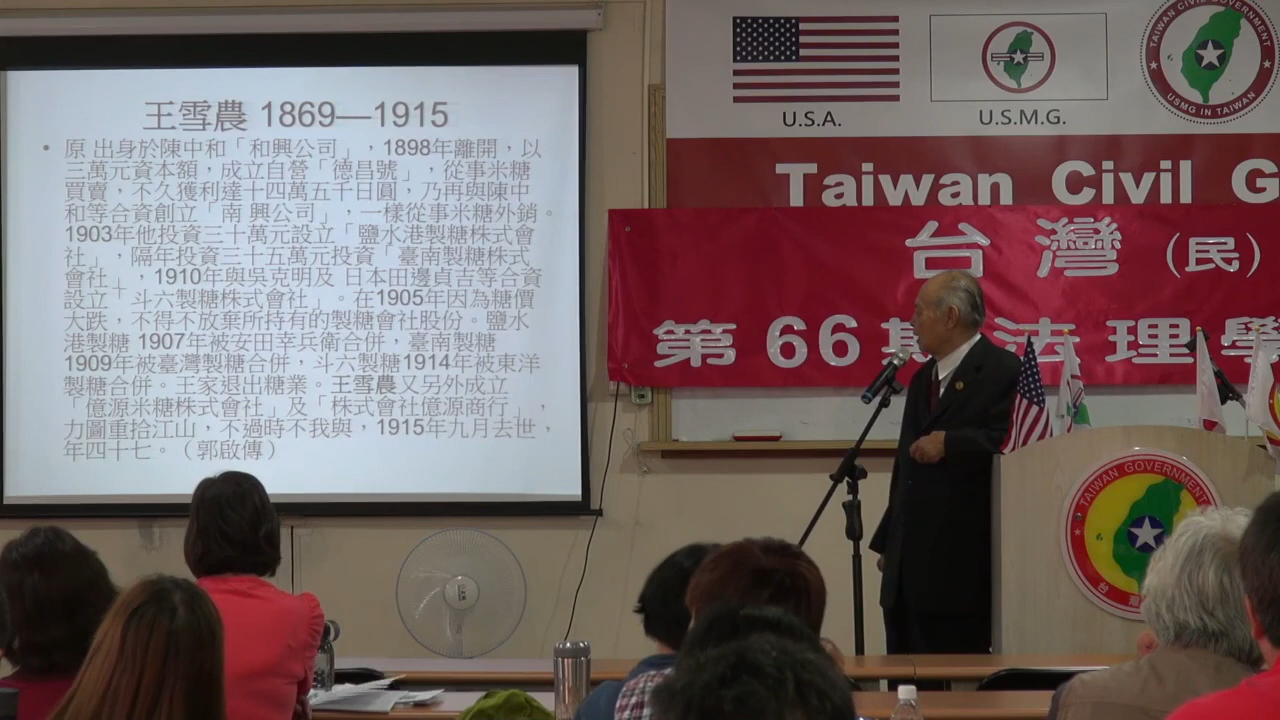 王雪農 1869—1915
• 原 出身於陳中和「和興公司」，1898年離開，以
三萬元資本額，成立自營「德昌號」，從事米糖
買賣，不久獲利達十四萬五千日圓，乃再與陳中
和等合資創立「南 興公司」，一樣從事米糖外銷。
1903年他投資三十萬元設立「鹽水港製糖株式會
社」，隔年投資三十五萬元投資「臺南製糖株式
會社」，1910年與吳克明及 日本田邊貞吉等合資
設立「斗六製糖株式會社」。在1905年因為糖價
大跌，不得不放棄所持有的製糖會社股份。鹽水
港製糖 1907年被安田幸兵衛合併，臺南製糖
1909年被臺灣製糖合併，斗六製糖1914年被東洋
製糖合併。王家退出糖業。王雪農又另外成立
「億源米糖株式會社」及「株式會社億源商行」，
力圖重拾江山，不過時不我與，1915年九月去世，
年四十七。（郭啟傳）
U.S.A.
U.S.M.G.
TAIWAN CIVIL GOVERNMENT
USMG IN TAIWAN
Taiwan Civil G
台灣(民)
第66期法理學
TAIWAN GOVERNMENT
台灣